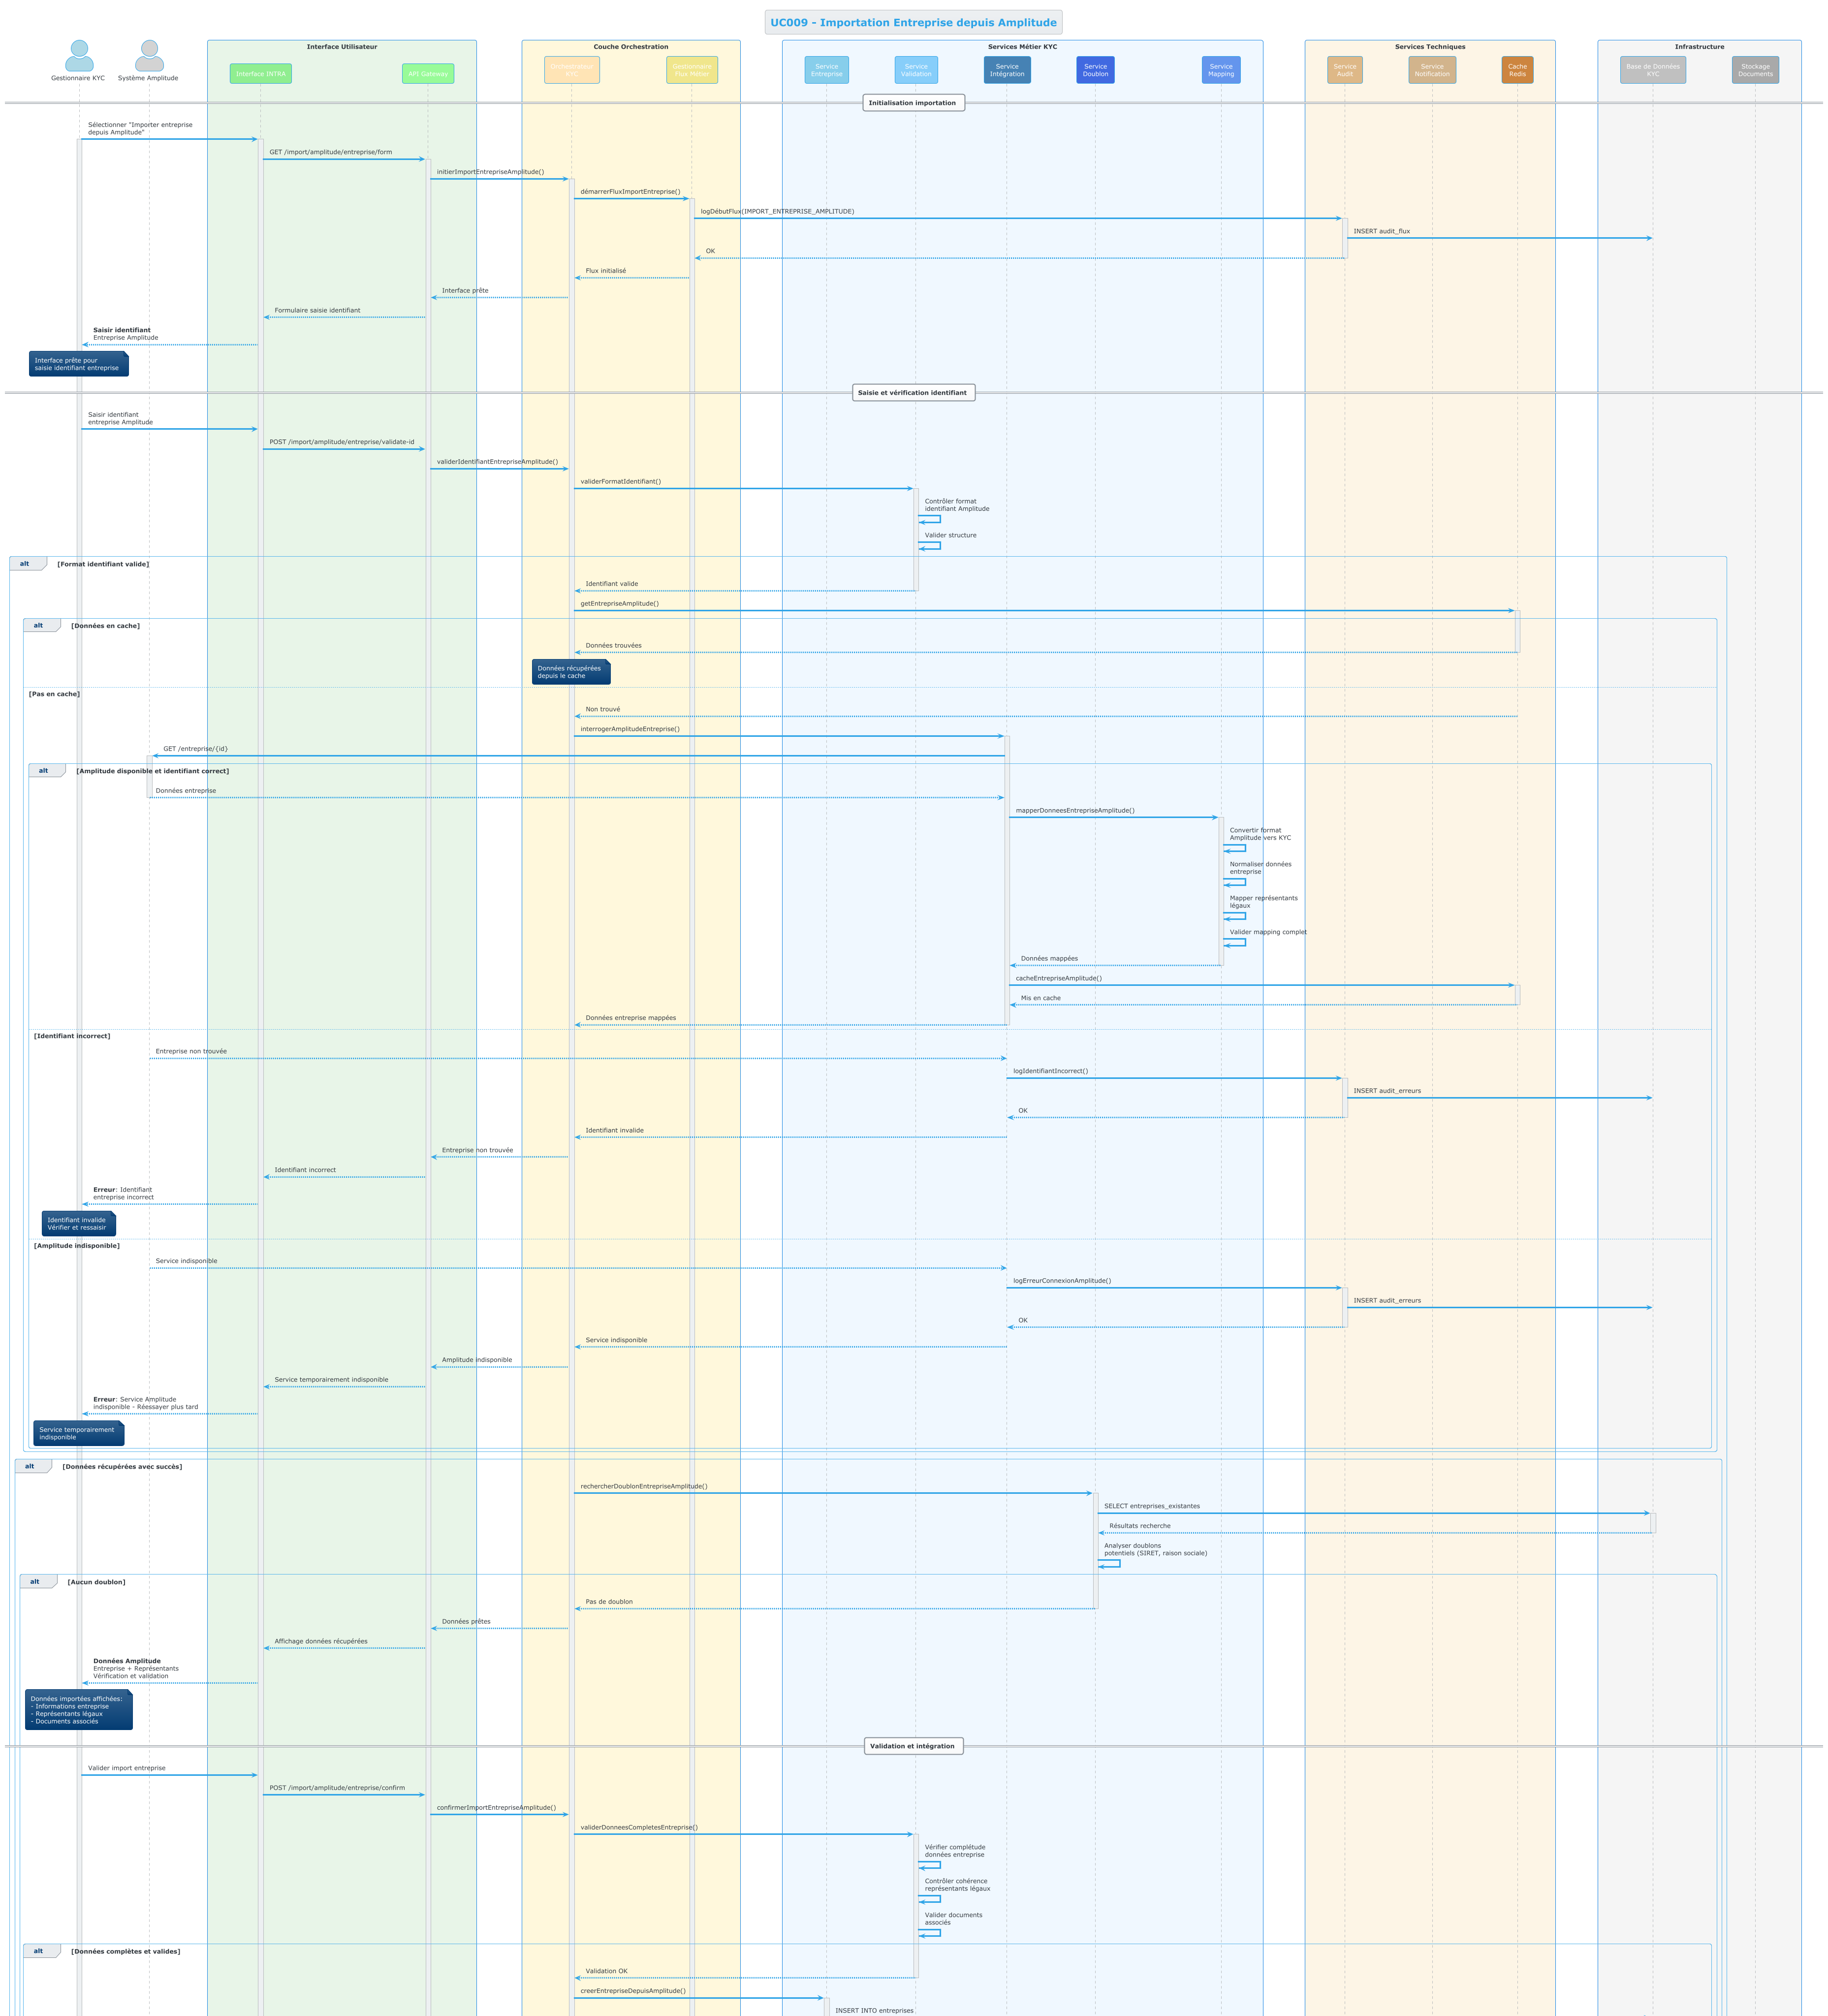 UC009 - Importation Entreprise depuis Amplitude
Interface Utilisateur
Couche Orchestration
Services Métier KYC
Services Techniques
Infrastructure
Gestionnaire KYC
Système Amplitude
Interface INTRA
API Gateway
Orchestrateur
KYC
Gestionnaire
Flux Métier
Service
Entreprise
Service
Validation
Service
Intégration
Service
Doublon
Service
Mapping
Service
Audit
Service
Notification
Cache
Redis
Base de Données
KYC
Stockage
Documents
Initialisation importation
Sélectionner "Importer entreprise
depuis Amplitude"
GET /import/amplitude/entreprise/form
initierImportEntrepriseAmplitude()
démarrerFluxImportEntreprise()
logDébutFlux(IMPORT_ENTREPRISE_AMPLITUDE)
INSERT audit_flux
OK
Flux initialisé
Interface prête
Formulaire saisie identifiant
Saisir identifiant
Entreprise Amplitude
Interface prête pour
saisie identifiant entreprise
Saisie et vérification identifiant
Saisir identifiant
entreprise Amplitude
POST /import/amplitude/entreprise/validate-id
validerIdentifiantEntrepriseAmplitude()
validerFormatIdentifiant()
Contrôler format
identifiant Amplitude
Valider structure
alt [Format identifiant valide]
Identifiant valide
getEntrepriseAmplitude()
alt [Données en cache]
Données trouvées
Données récupérées
depuis le cache
[Pas en cache]
Non trouvé
interrogerAmplitudeEntreprise()
GET /entreprise/{id}
alt [Amplitude disponible et identifiant correct]
Données entreprise
mapperDonneesEntrepriseAmplitude()
Convertir format
Amplitude vers KYC
Normaliser données
entreprise
Mapper représentants
légaux
Valider mapping complet
Données mappées
cacheEntrepriseAmplitude()
Mis en cache
Données entreprise mappées
[Identifiant incorrect]
Entreprise non trouvée
logIdentifiantIncorrect()
INSERT audit_erreurs
OK
Identifiant invalide
Entreprise non trouvée
Identifiant incorrect
Erreur: Identifiant
entreprise incorrect
Identifiant invalide
Vérifier et ressaisir
[Amplitude indisponible]
Service indisponible
logErreurConnexionAmplitude()
INSERT audit_erreurs
OK
Service indisponible
Amplitude indisponible
Service temporairement indisponible
Erreur: Service Amplitude
indisponible - Réessayer plus tard
Service temporairement
indisponible
alt [Données récupérées avec succès]
rechercherDoublonEntrepriseAmplitude()
SELECT entreprises_existantes
Résultats recherche
Analyser doublons
potentiels (SIRET, raison sociale)
alt [Aucun doublon]
Pas de doublon
Données prêtes
Affichage données récupérées
Données Amplitude
Entreprise + Représentants
Vérification et validation
Données importées affichées:
- Informations entreprise
- Représentants légaux
- Documents associés
Validation et intégration
Valider import entreprise
POST /import/amplitude/entreprise/confirm
confirmerImportEntrepriseAmplitude()
validerDonneesCompletesEntreprise()
Vérifier complétude
données entreprise
Contrôler cohérence
représentants légaux
Valider documents
associés
alt [Données complètes et valides]
Validation OK
creerEntrepriseDepuisAmplitude()
INSERT INTO entreprises